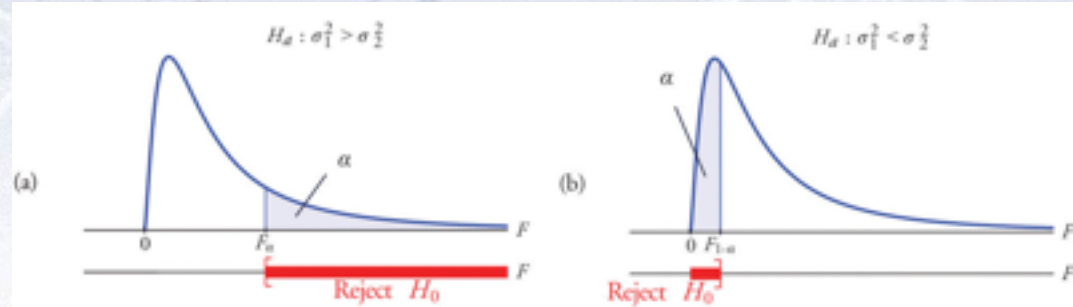 Hₐ : σ₁² > σ₂²
α
(a)
F
0
Fα
F
Reject H₀
Hₐ : σ₁² < σ₂²
α
(b)
F
0 F₁₋α
F
Reject H₀